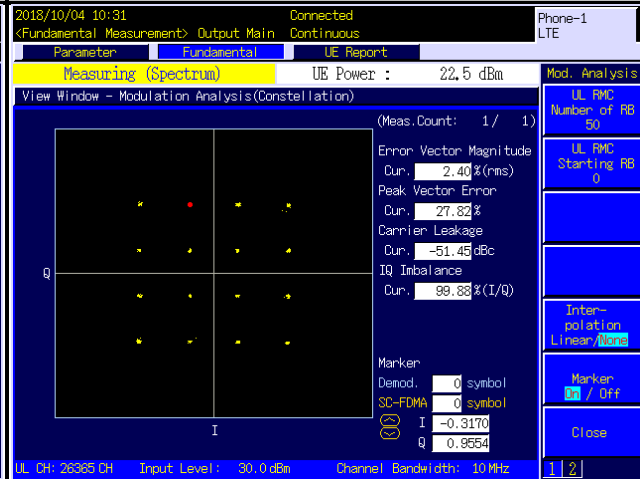 2018/10/04 10:31 Connected Phone-1
<Fundamental Measurement> Output Main Continuous LTE
Parameter Fundamental UE Report
Measuring (Spectrum) UE Power : 22.5 dBm Mod. Analysis
View Window - Modulation Analysis(Constellation)
UL RMC
Number of RB
50
(Meas.Count: 1/ 1)
Error Vector Magnitude
Cur. 2.40 %(rms)
UL RMC
Starting RB
0
Peak Vector Error
Cur. 27.82 %
Carrier Leakage
Cur. -51.45 dBc
IQ Imbalance
Cur. 99.88 %(I/Q)
Q
I
Inter-
polation
Linear/None
Marker
Demod. 0 symbol
SC-FDMA 0 symbol
I -0.3170
Q 0.9554
Marker
On / Off
Close
UL CH: 26365 CH Input Level: 30.0 dBm Channel Bandwidth: 10 MHz 1 2